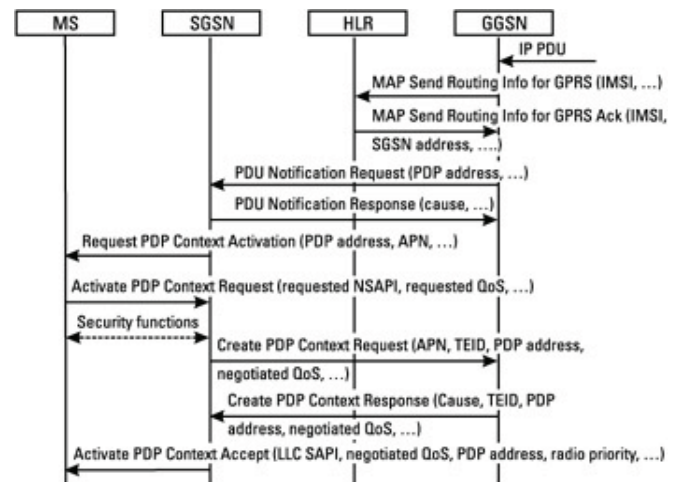 MS SGSN HLR GGSN
IP PDU
MAP Send Routing Info for GPRS (IMSI, ...)
MAP Send Routing Info for GPRS Ack (IMSI,
SGSN address, ....)
PDU Notification Request (PDP address, ...)
PDU Notification Response (cause, ...)
Request PDP Context Activation (PDP address, APN, ...)
Activate PDP Context Request (requested NSAPI, requested QoS, ...)
Security functions
Create PDP Context Request (APN, TEID, PDP address,
negotiated QoS, ...)
Create PDP Context Response (Cause, TEID, PDP
address, negotiated QoS, ...)
Activate PDP Context Accept (LLC SAPI, negotiated QoS, PDP address, radio priority, ...)